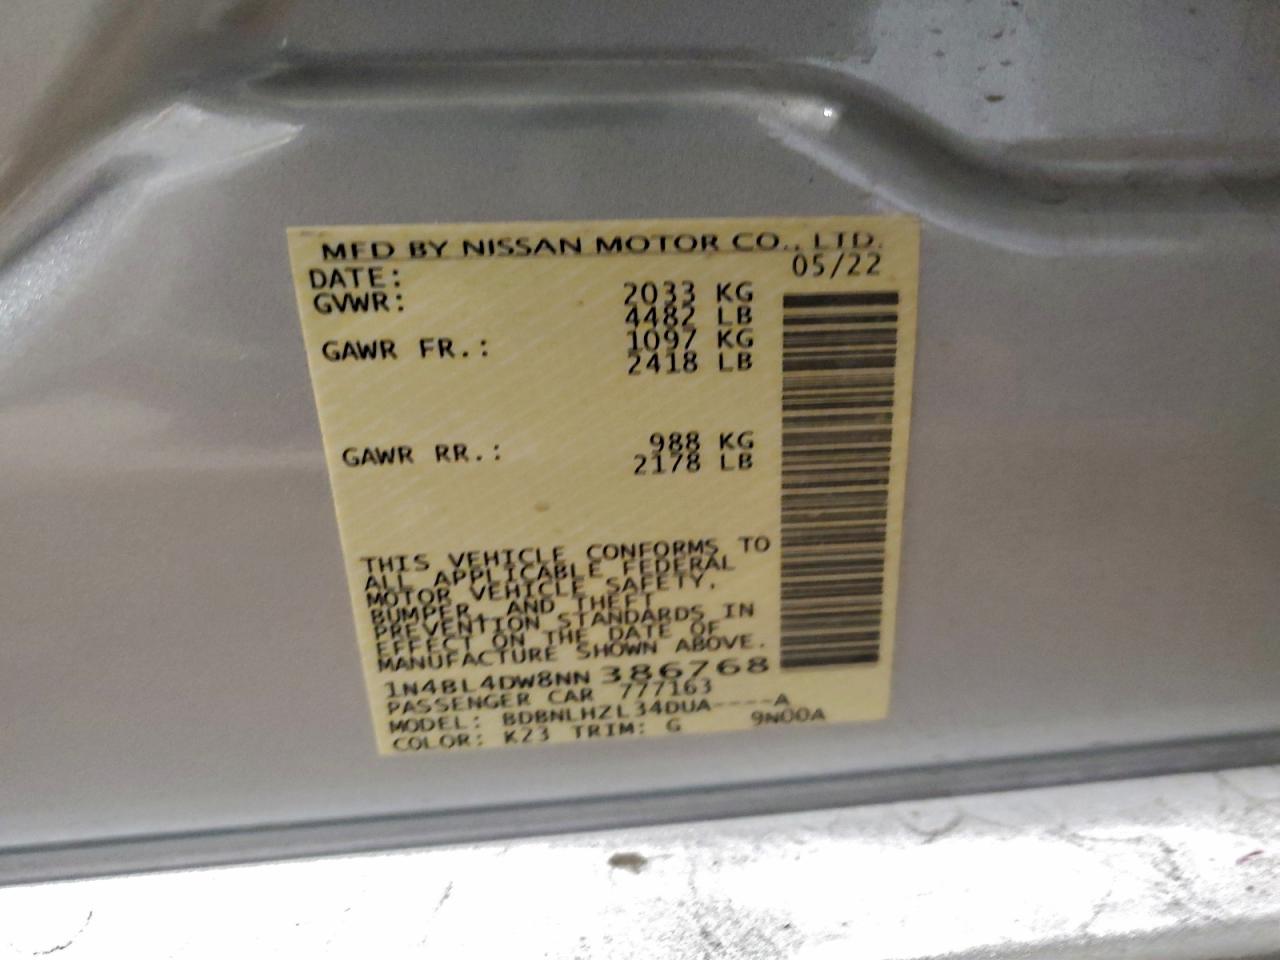 MFD BY NISSAN MOTOR CO., LTD.
DATE: 05/22
GVWR: 2033 KG
4482 LB
GAWR FR.: 1097 KG
2418 LB
GAWR RR.: 988 KG
2178 LB
THIS VEHICLE CONFORMS TO
ALL APPLICABLE FEDERAL
MOTOR VEHICLE SAFETY,
BUMPER, AND THEFT
PREVENTION STANDARDS IN
EFFECT ON THE DATE OF
MANUFACTURE SHOWN ABOVE.
1N4BL4DW8NN386768
PASSENGER CAR 777163
MODEL: BDBNLHZL34DUA----A
COLOR: K23 TRIM: G 9N00A